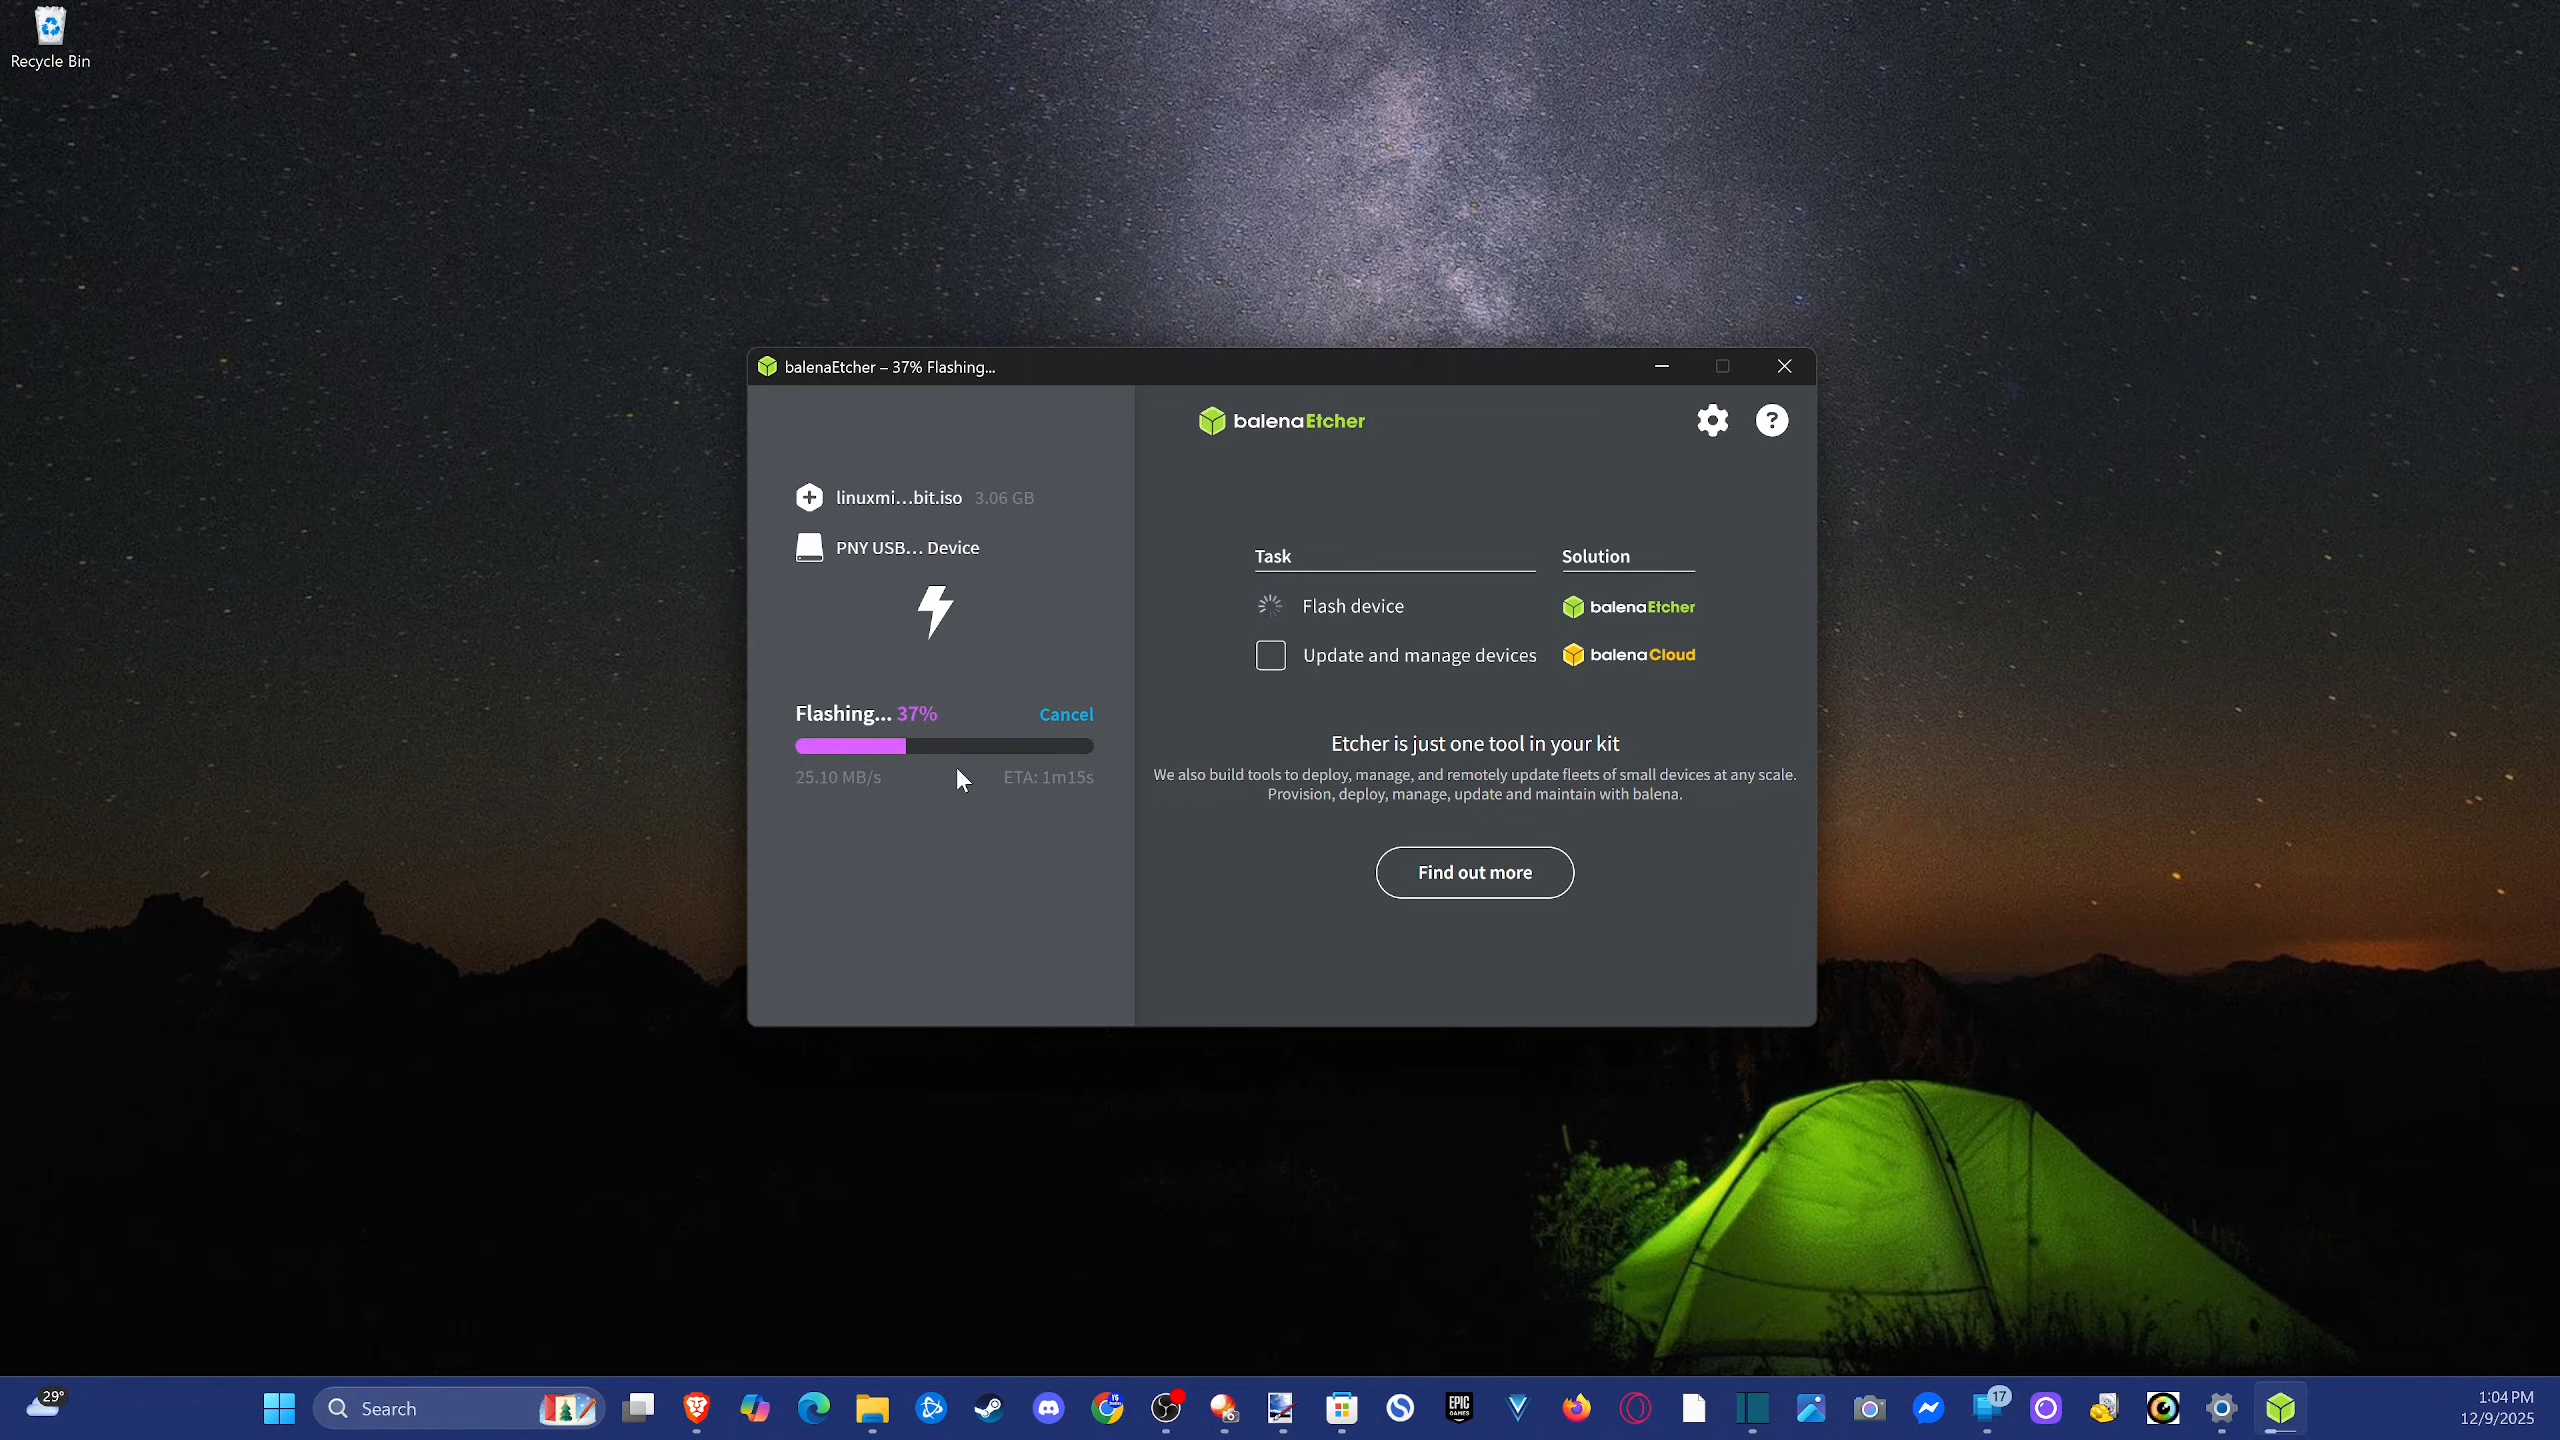 Recycle Bin
balenaEtcher – 37% Flashing...
balenaEtcher
linuxmi...bit.iso 3.06 GB
PNY USB... Device
Flashing... 37% Cancel
25.10 MB/s ETA: 1m15s
Task Solution
Flash device balenaEtcher
Update and manage devices balenaCloud
Etcher is just one tool in your kit
We also build tools to deploy, manage, and remotely update fleets of small devices at any scale.
Provision, deploy, manage, update and maintain with balena.
Find out more
29°
Search
EPIC GAMES
17
1:04 PM
12/9/2025